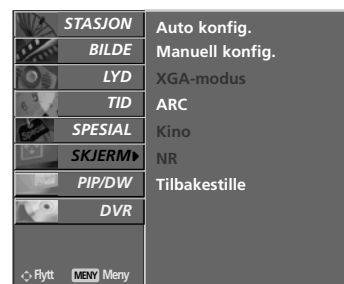 STASJON
BILDE
LYD
TID
SPESIAL
SKJERM
PIP/DW
DVR
Flytt MENY Meny
Auto konfig.
Manuell konfig.
XGA-modus
ARC
Kino
NR
Tilbakestille